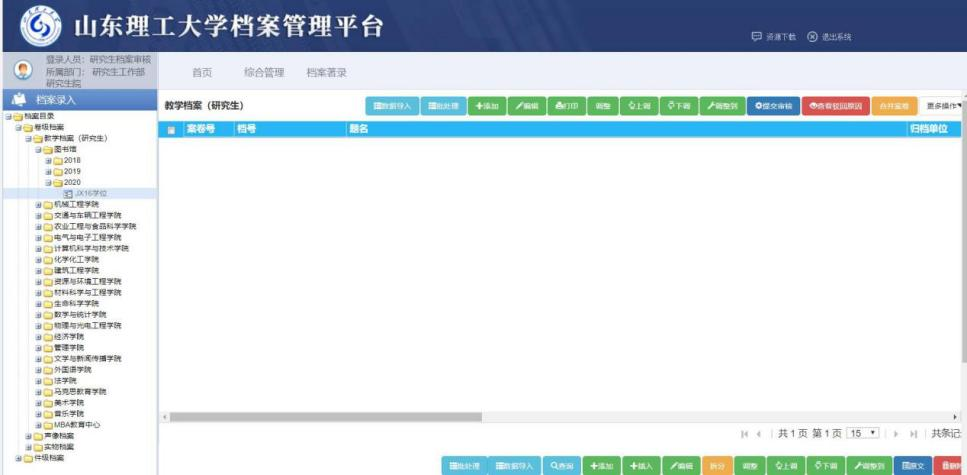 山东理工大学档案管理平台
资源下载 退出系统
登录人员：研究生档案审核
所属部门：研究生工作部
研究生院
首页 综合管理 档案著录
档案录入
教学档案（研究生）
数据导入 批处理 添加 编辑 打印 调整 上调 下调 调整到 提交审核 查看驳回原因 合并案卷 更多操作
案卷号 档号 题名 归档单位
档案目录
卷级档案
教学档案（研究生）
图书馆
2018
2019
2020
JX16学位
机械工程学院
交通与车辆工程学院
农业工程与食品科学学院
电气与电子工程学院
计算机科学与技术学院
化学化工学院
建筑工程学院
资源与环境工程学院
材料科学与工程学院
生命科学学院
数学与统计学院
物理与光电工程学院
经济学院
管理学院
文学与新闻传播学院
外国语学院
法学院
马克思教育学院
美术学院
音乐学院
MBA教育中心
声像档案
实物档案
件级档案
共1页 第1页 15 共条记
批处理 数据导入 查询 添加 插入 编辑 拆分 调整 上调 下调 调整到 原文 删除